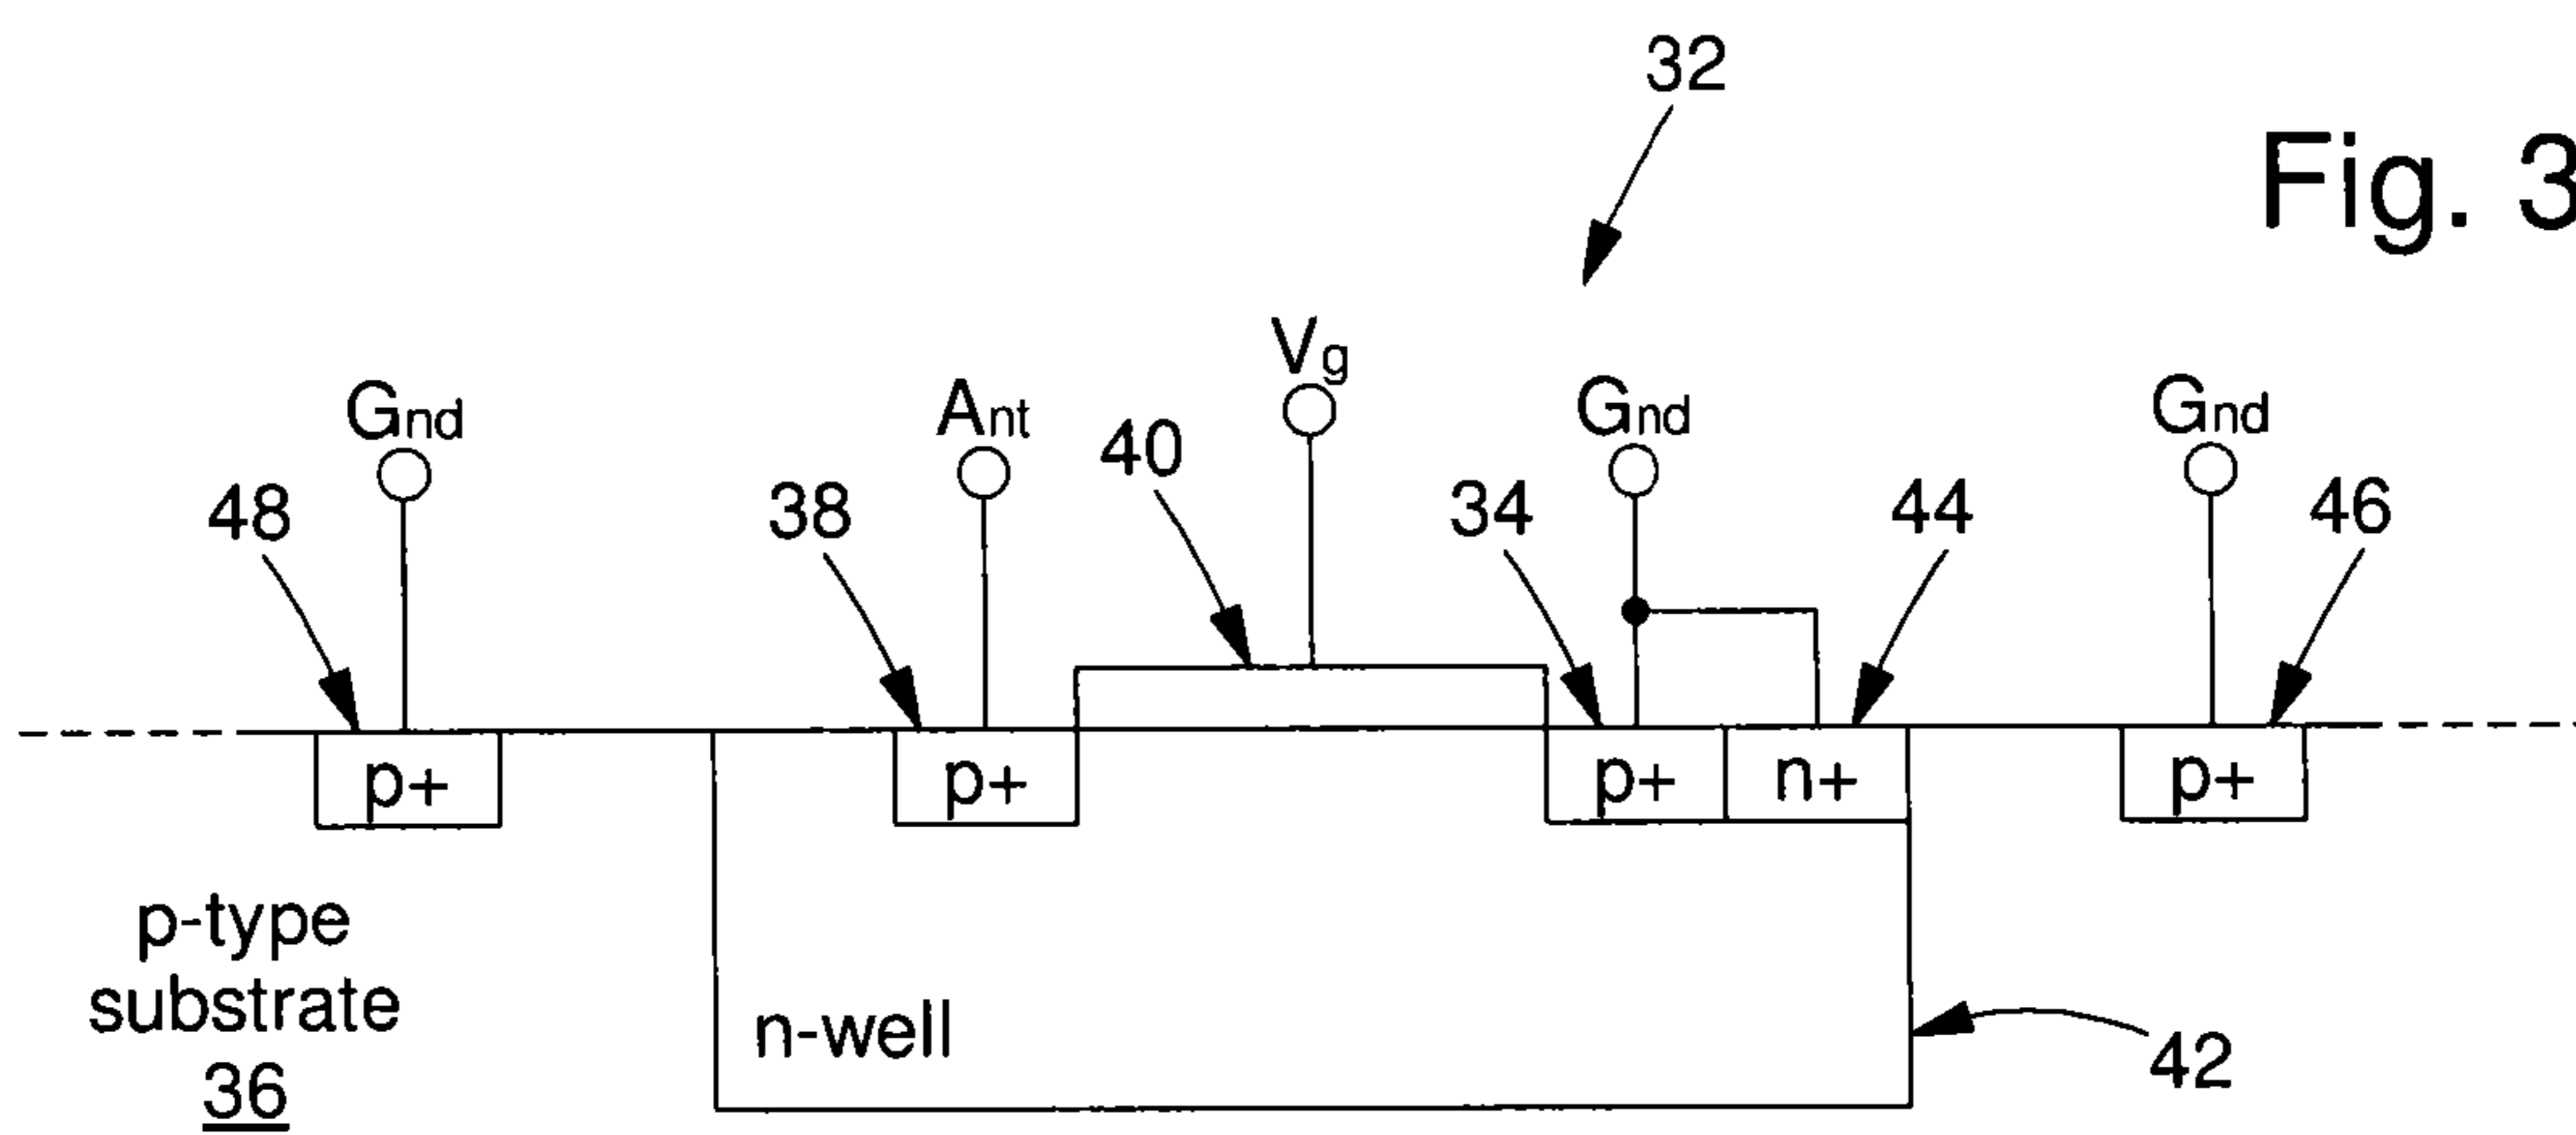 32
Fig. 3
Vg
Gnd
Ant
Gnd
Gnd
40
48
38
34
44
46
p+
p+
p+
n+
p+
p-type
substrate
36
n-well
42